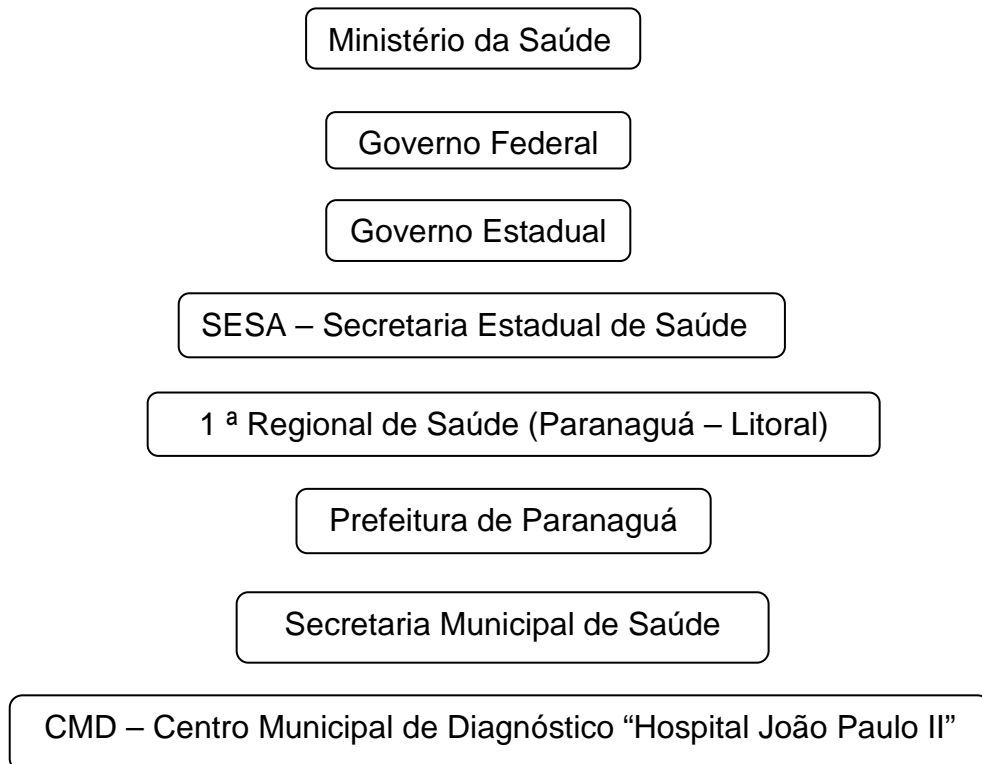 Ministério da Saúde
Governo Federal
Governo Estadual
SESA – Secretaria Estadual de Saúde
1 ª Regional de Saúde (Paranaguá – Litoral)
Prefeitura de Paranaguá
Secretaria Municipal de Saúde
CMD – Centro Municipal de Diagnóstico “Hospital João Paulo II”